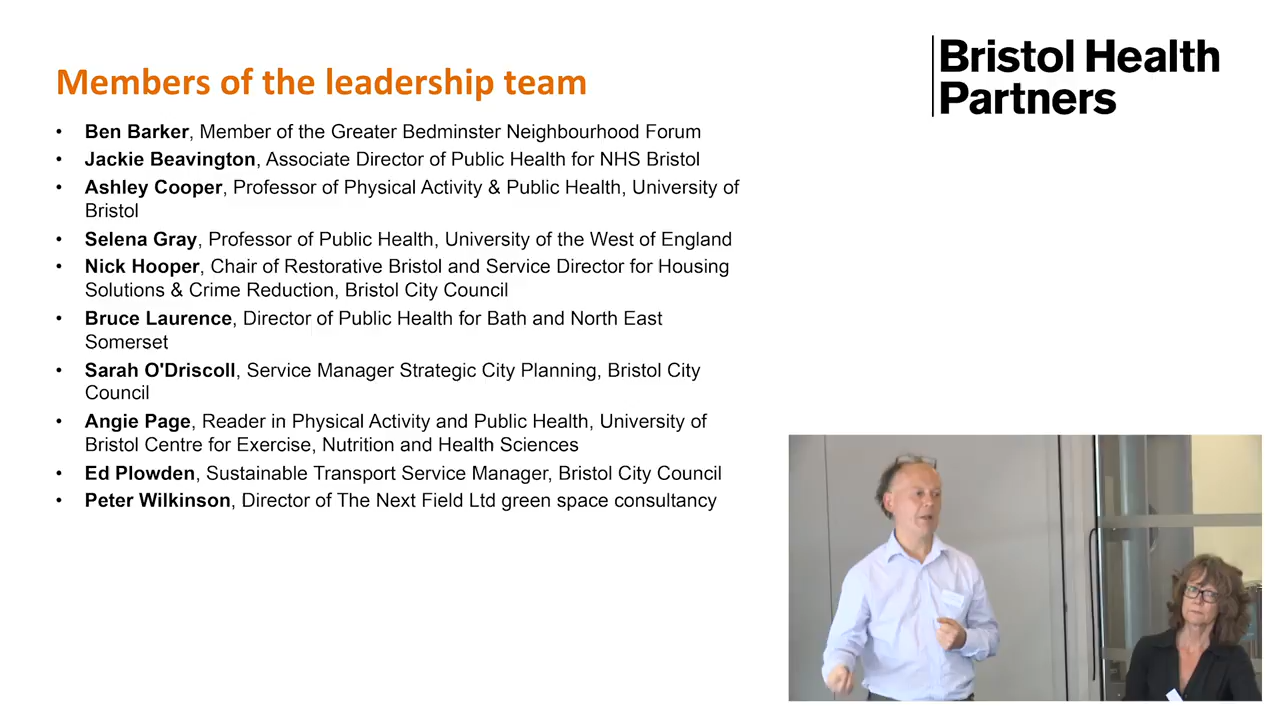 Bristol Health
Partners
Members of the leadership team
• Ben Barker, Member of the Greater Bedminster Neighbourhood Forum
• Jackie Beavington, Associate Director of Public Health for NHS Bristol
• Ashley Cooper, Professor of Physical Activity & Public Health, University of
Bristol
• Selena Gray, Professor of Public Health, University of the West of England
• Nick Hooper, Chair of Restorative Bristol and Service Director for Housing
Solutions & Crime Reduction, Bristol City Council
• Bruce Laurence, Director of Public Health for Bath and North East
Somerset
• Sarah O'Driscoll, Service Manager Strategic City Planning, Bristol City
Council
• Angie Page, Reader in Physical Activity and Public Health, University of
Bristol Centre for Exercise, Nutrition and Health Sciences
• Ed Plowden, Sustainable Transport Service Manager, Bristol City Council
• Peter Wilkinson, Director of The Next Field Ltd green space consultancy